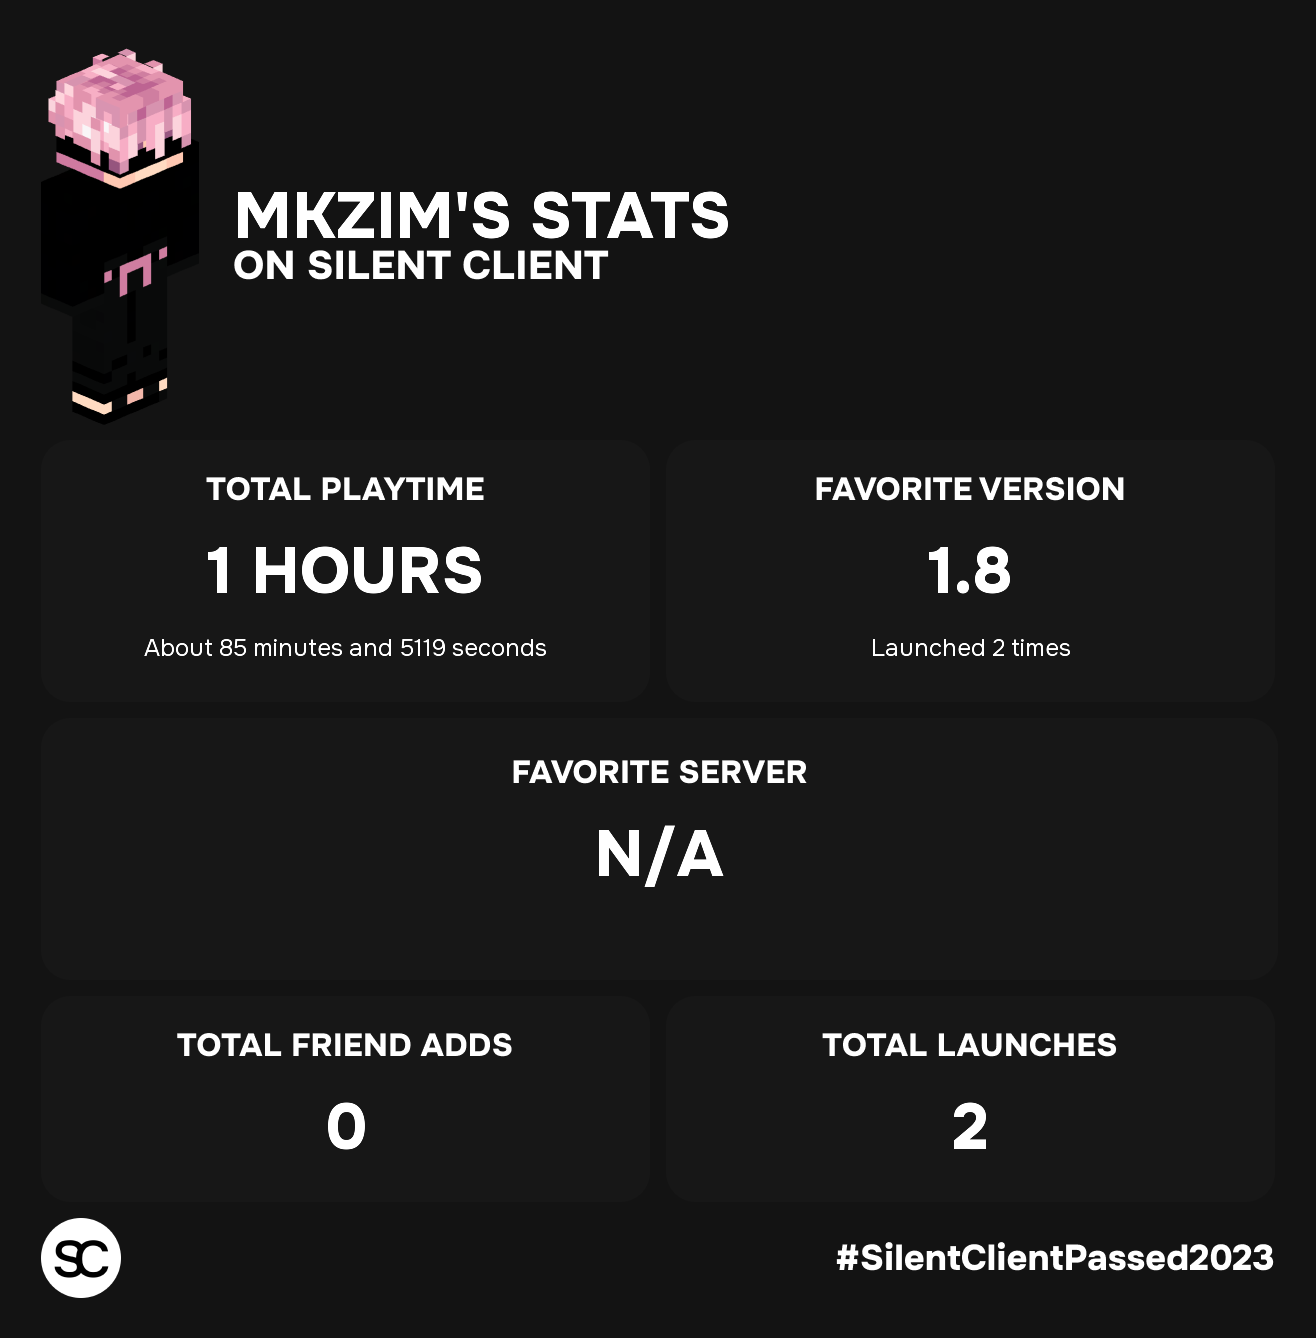 MKZIM'S STATS
ON SILENT CLIENT
TOTAL PLAYTIME
1 HOURS
About 85 minutes and 5119 seconds
FAVORITE VERSION
1.8
Launched 2 times
FAVORITE SERVER
N/A
TOTAL FRIEND ADDS
0
TOTAL LAUNCHES
2
SC
#SilentClientPassed2023